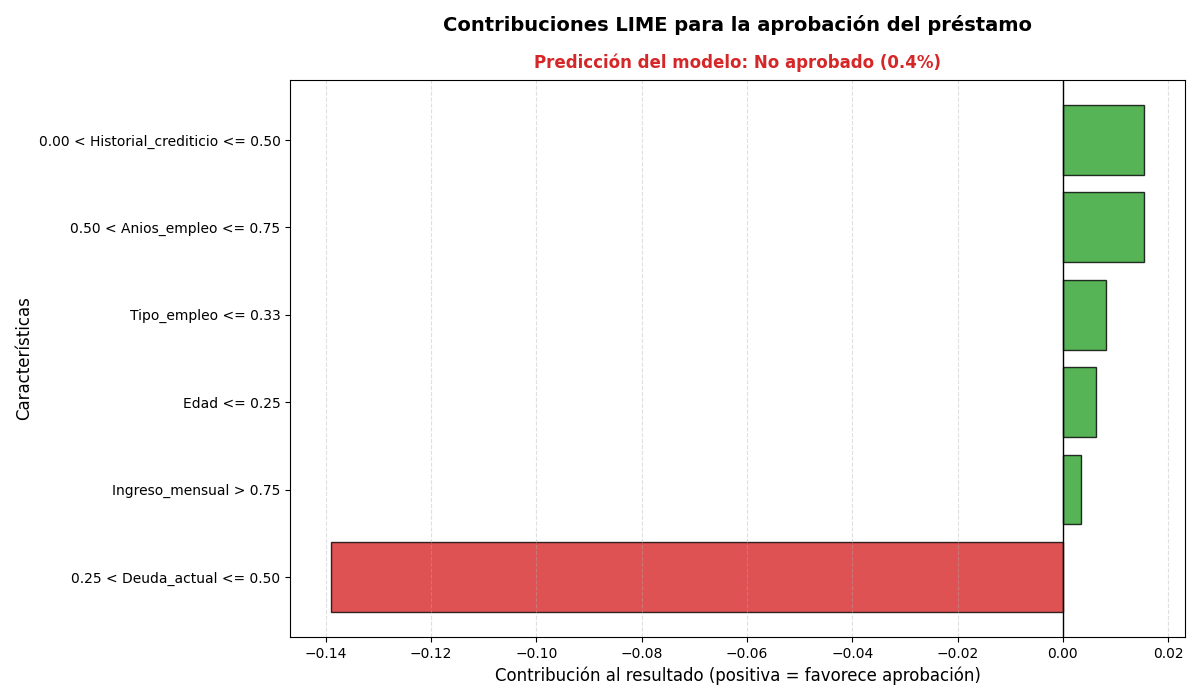 Contribuciones LIME para la aprobación del préstamo
Predicción del modelo: No aprobado (0.4%)
Características
0.00 < Historial_crediticio <= 0.50
0.50 < Anios_empleo <= 0.75
Tipo_empleo <= 0.33
Edad <= 0.25
Ingreso_mensual > 0.75
0.25 < Deuda_actual <= 0.50
−0.14 −0.12 −0.10 −0.08 −0.06 −0.04 −0.02 0.00 0.02
Contribución al resultado (positiva = favorece aprobación)